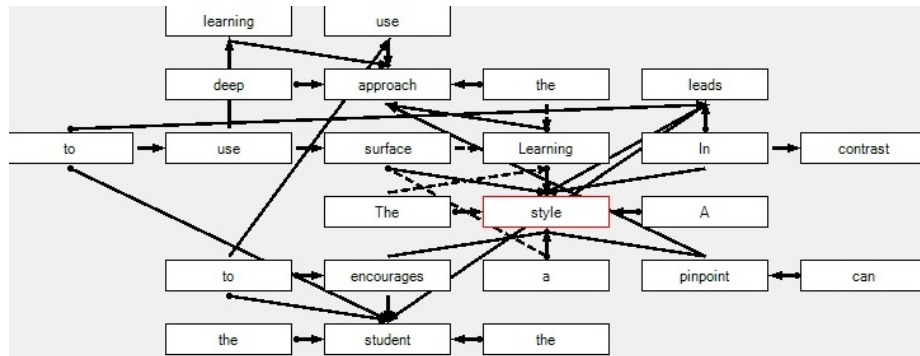 learning use
deep approach the leads
to use surface Learning In contrast
The style A
to encourages a pinpoint can
the student the